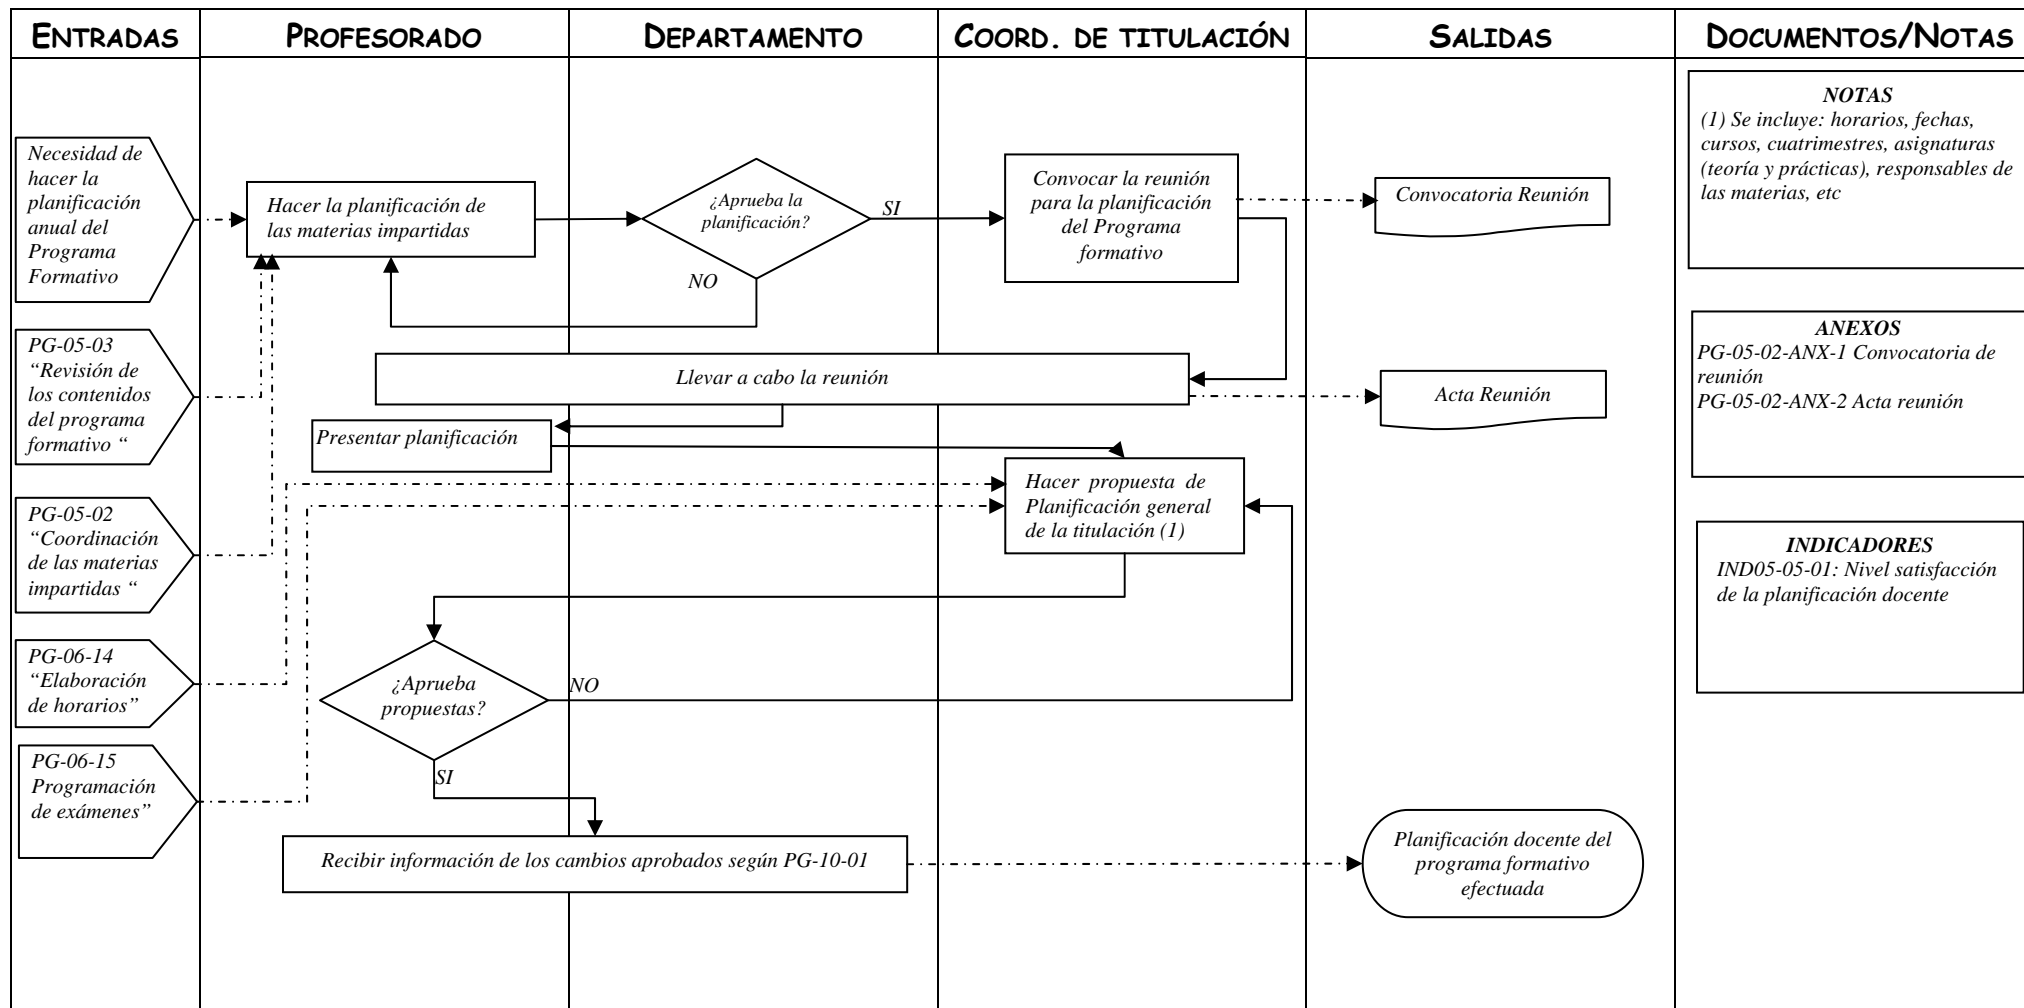 ENTRADAS
PROFESORADO
DEPARTAMENTO
COORD. DE TITULACIÓN
SALIDAS
DOCUMENTOS/NOTAS
Necesidad de
hacer la
planificación
anual del
Programa
Formativo
PG-05-03
“Revisión de
los contenidos
del programa
formativo “
PG-05-02
“Coordinación
de las materias
impartidas “
PG-06-14
“Elaboración
de horarios”
PG-06-15
Programación
de exámenes”
Hacer la planificación de
las materias impartidas
¿Aprueba la
planificación?
SI
NO
Convocar la reunión
para la planificación
del Programa
formativo
Convocatoria Reunión
Llevar a cabo la reunión
Acta Reunión
Presentar planificación
Hacer propuesta de
Planificación general
de la titulación (1)
¿Aprueba
propuestas?
NO
SI
Recibir información de los cambios aprobados según PG-10-01
Planificación docente del
programa formativo
efectuada
NOTAS
(1) Se incluye: horarios, fechas,
cursos, cuatrimestres, asignaturas
(teoría y prácticas), responsables de
las materias, etc
ANEXOS
PG-05-02-ANX-1 Convocatoria de
reunión
PG-05-02-ANX-2 Acta reunión
INDICADORES
IND05-05-01: Nivel satisfacción
de la planificación docente